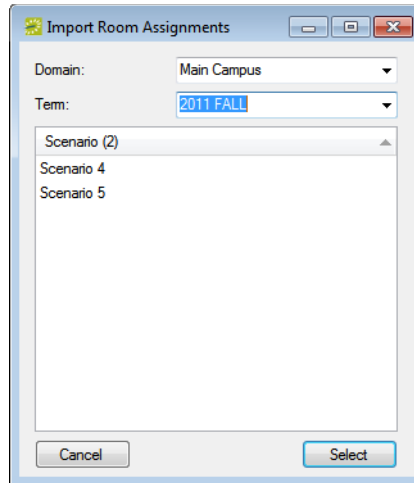 Import Room Assignments
Domain: Main Campus
Term: 2011 FALL
Scenario (2)
Scenario 4
Scenario 5
Cancel Select